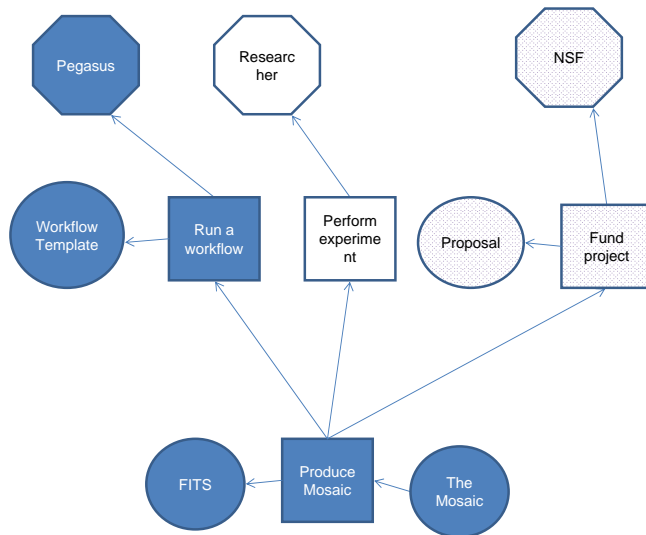 Pegasus
Researc
her
NSF
Workflow
Template
Run a
workflow
Perform
experime
nt
Proposal
Fund
project
FITS
Produce
Mosaic
The
Mosaic